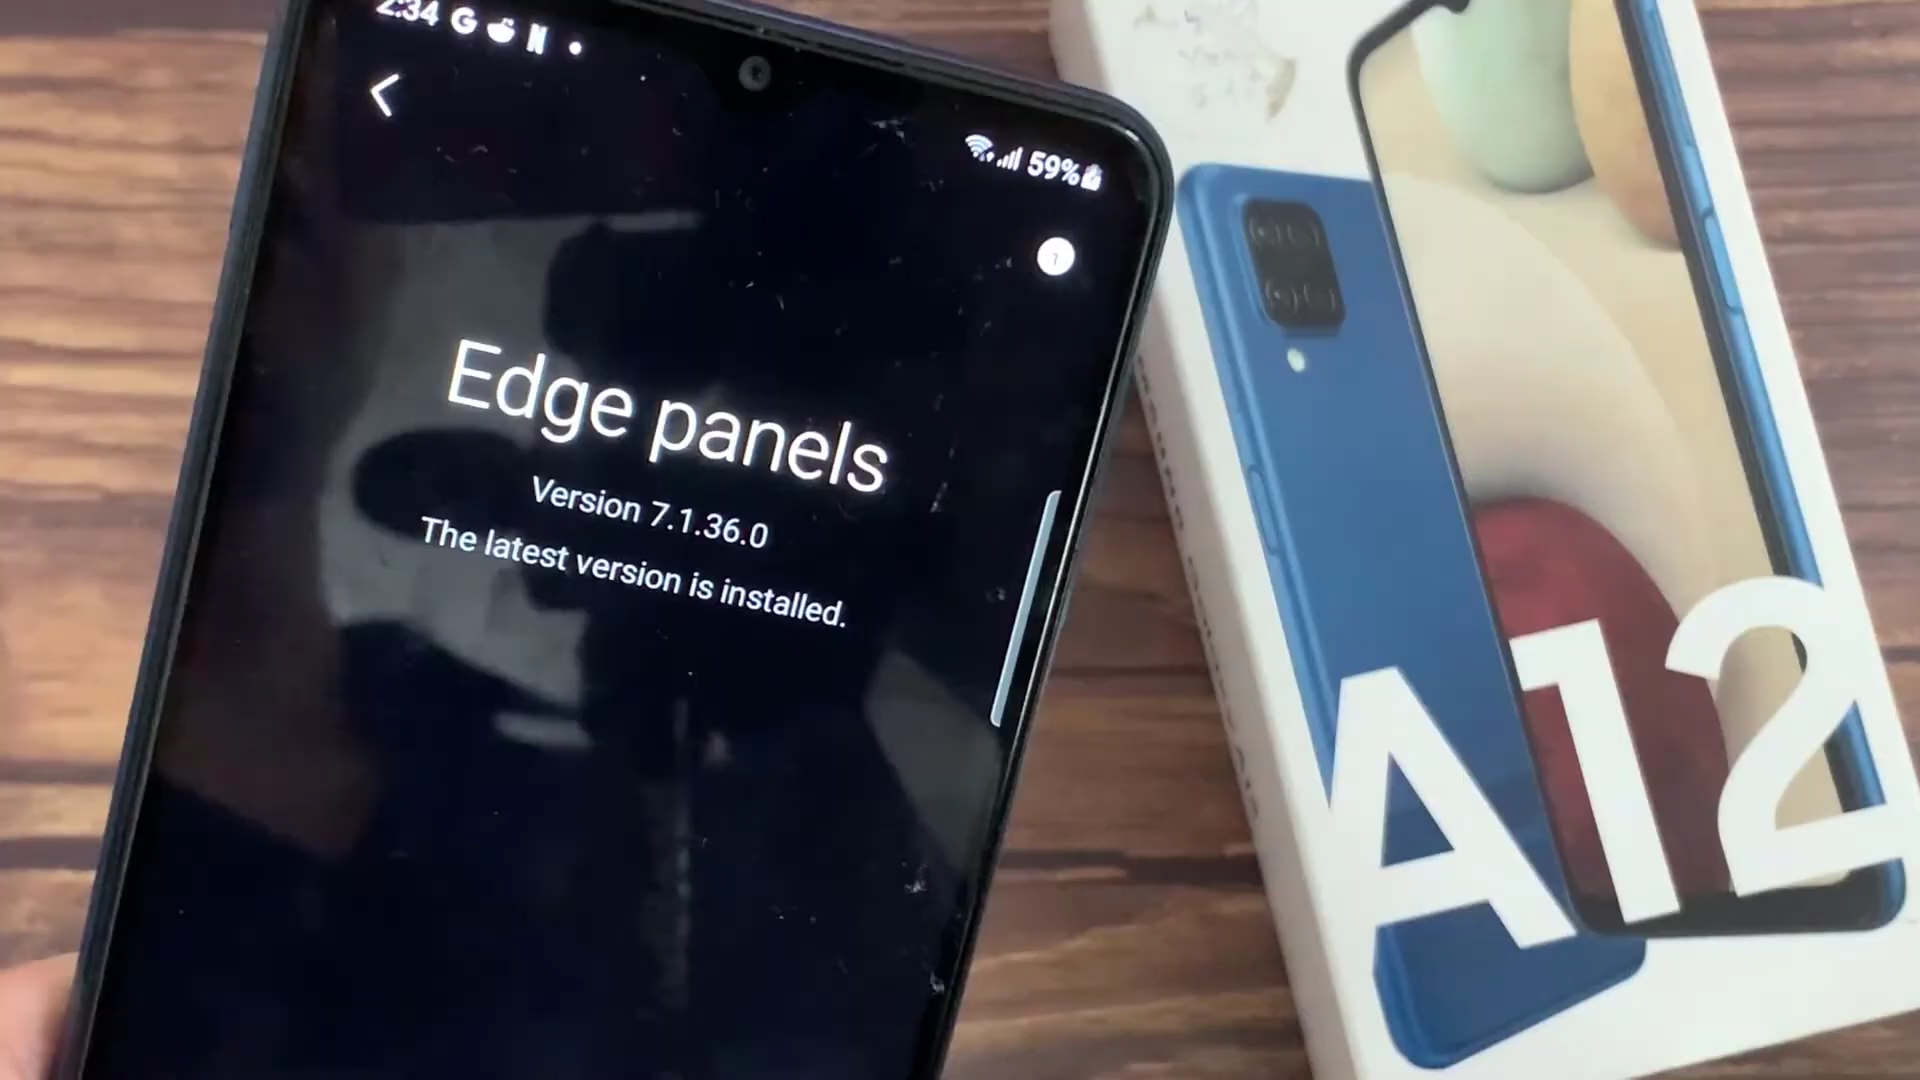 2:34 G N
59%
Edge panels
Version 7.1.36.0
The latest version is installed.
A12